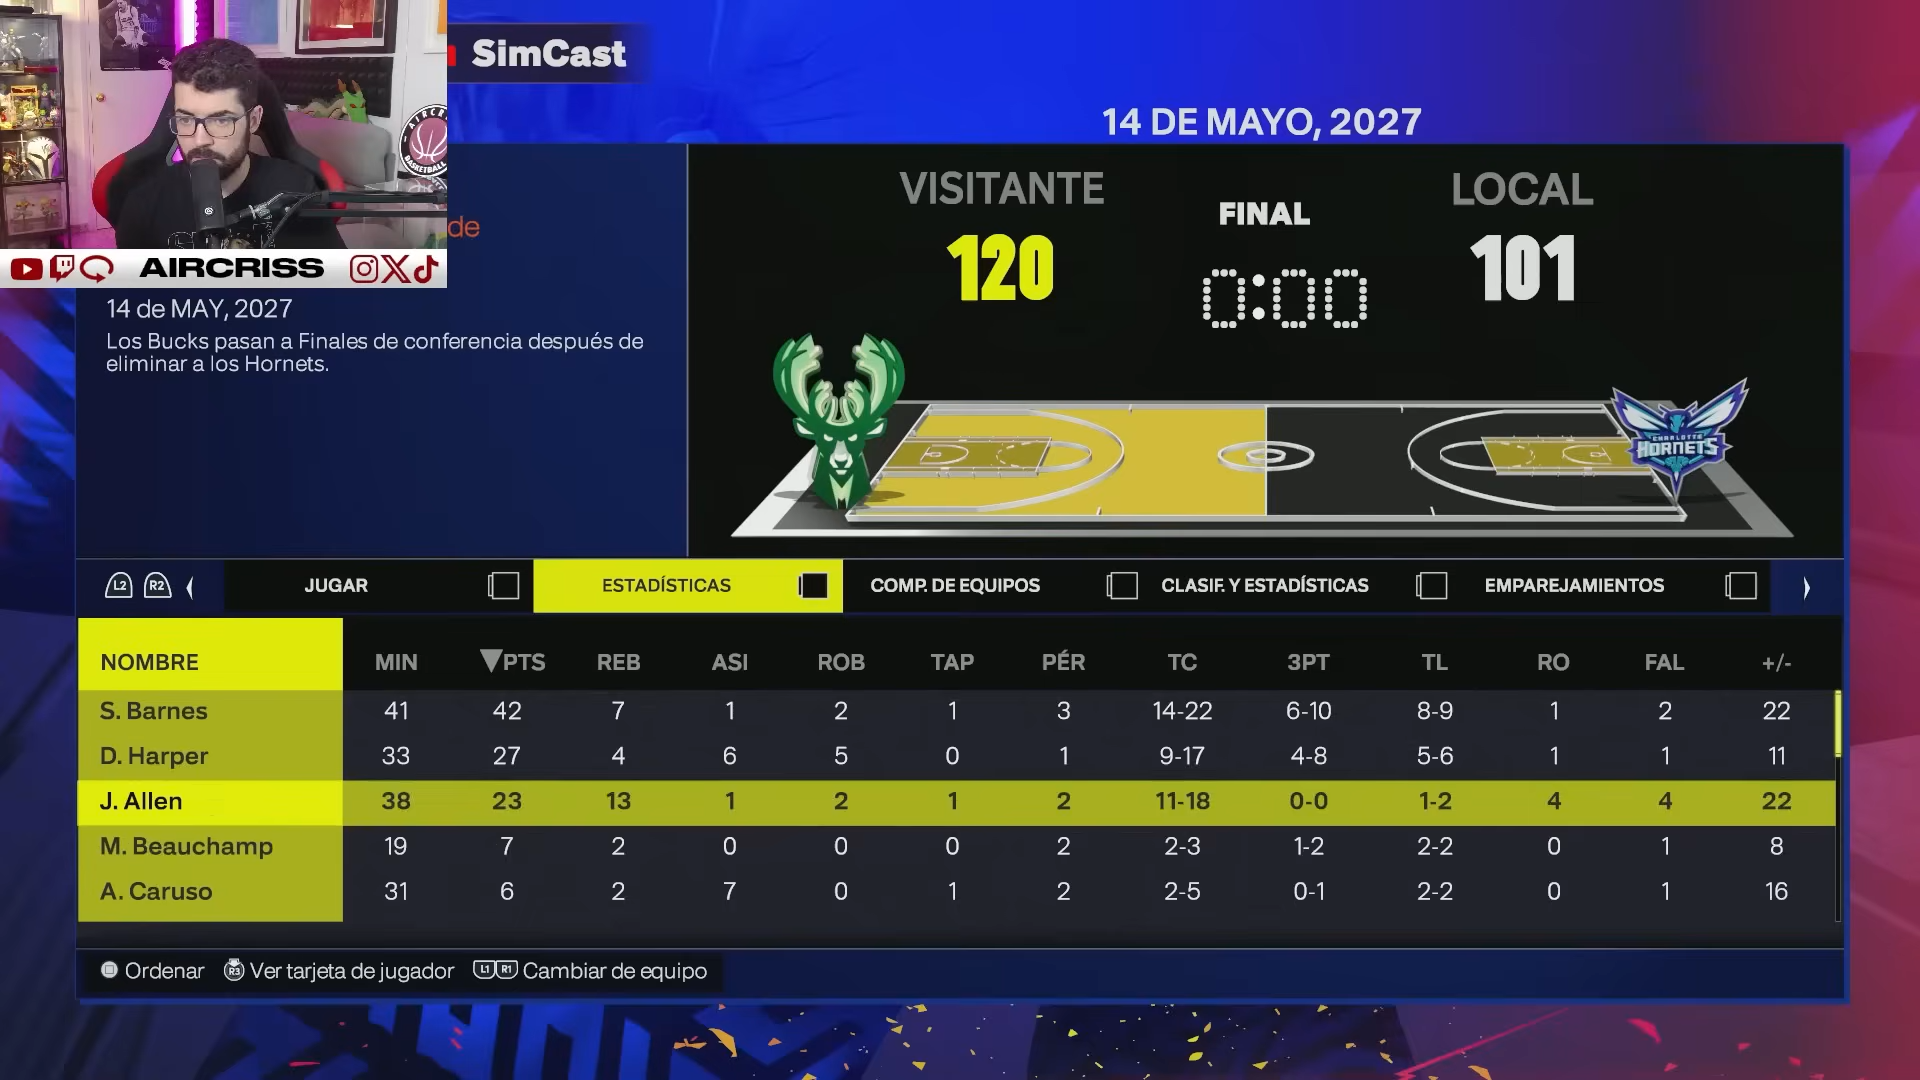 SimCast
14 DE MAYO, 2027
de
AIRCRISS
14 de MAY, 2027
Los Bucks pasan a Finales de conferencia después de
eliminar a los Hornets.
VISITANTE
120
FINAL
0:00
LOCAL
101
CHARLOTTE
HORNETS
L2 R2 JUGAR ESTADÍSTICAS COMP. DE EQUIPOS CLASIF. Y ESTADÍSTICAS EMPAREJAMIENTOS
NOMBRE MIN ▼PTS REB ASI ROB TAP PÉR TC 3PT TL RO FAL +/-
S. Barnes 41 42 7 1 2 1 3 14-22 6-10 8-9 1 2 22
D. Harper 33 27 4 6 5 0 1 9-17 4-8 5-6 1 1 11
J. Allen 38 23 13 1 2 1 2 11-18 0-0 1-2 4 4 22
M. Beauchamp 19 7 2 0 0 0 2 2-3 1-2 2-2 0 1 8
A. Caruso 31 6 2 7 0 1 2 2-5 0-1 2-2 0 1 16
Ordenar R3 Ver tarjeta de jugador L1 R1 Cambiar de equipo